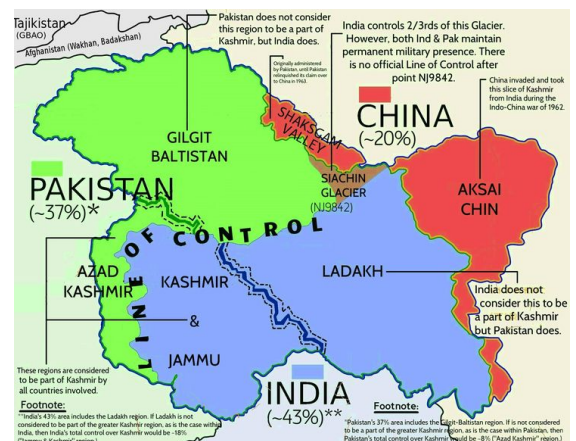 Tajikistan
(GBAO)
Afghanistan (Wakhan, Badakshan)
Pakistan does not consider
this region to be a part of
Kashmir, but India does.
India controls 2/3rds of this Glacier.
However, both Ind & Pak maintain
permanent military presence. There
is no official Line of Control after
point NJ9842.
Originally administered
by Pakistan, until Pakistan
relinquished its claim over
to China in 1963.
China invaded and took
this slice of Kashmir
from India during the
Indo-China war of 1962.
CHINA
(~20%)
SHAKSGAM
VALLEY
GILGIT
BALTISTAN
SIACHIN
GLACIER
(NJ9842)
AKSAI
CHIN
PAKISTAN
(~37%)*
LINE OF CONTROL
AZAD
KASHMIR
KASHMIR
&
JAMMU
LADAKH
India does not
consider this to be
a part of Kashmir
but Pakistan does.
These regions are considered
to be part of Kashmir by
all countries involved.
INDIA
(~43%)**
Footnote:
**India's 43% area includes the Ladakh region. If Ladakh is not
considered to be part of the greater Kashmir region, as is the case within
India, then India's total control over Kashmir would be ~18%
("Jammu & Kashmir" region.)
Footnote:
*Pakistan's 37% area includes the Gilgit-Baltistan region. If is not considered
to be a part of the greater Kashmir region, as is the case within Pakistan, then
Pakistan's total control over Kashmir would be ~8% ("Azad Kashmir" region.)